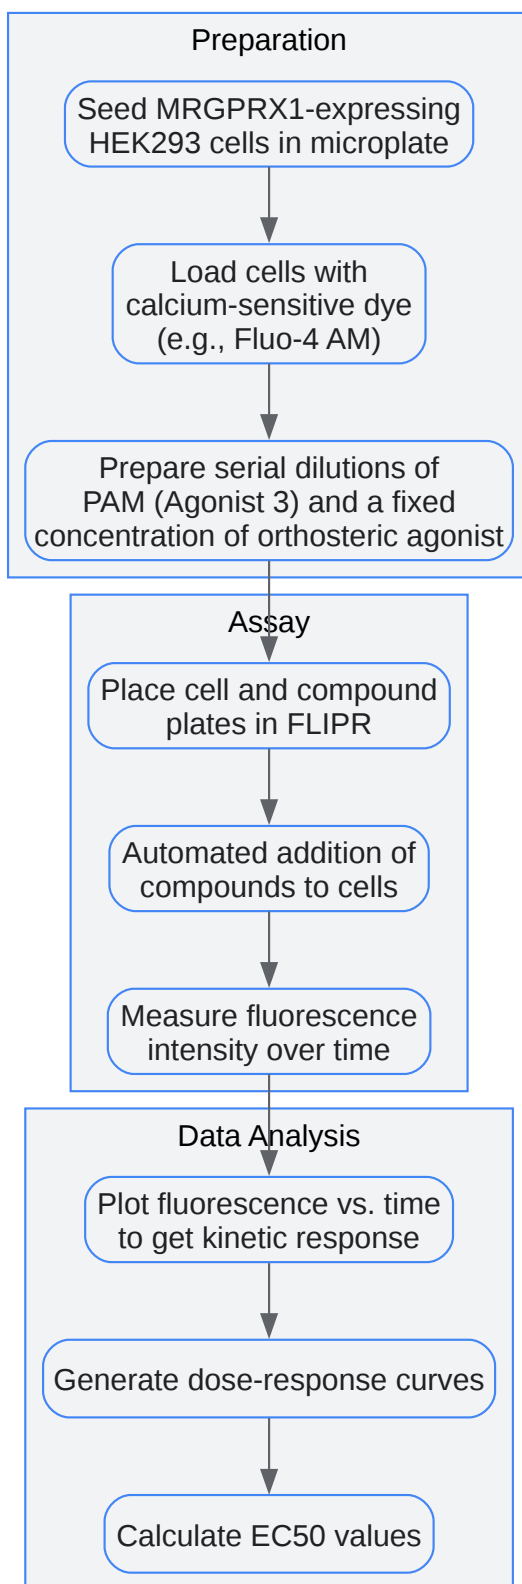 Preparation
Seed MRGPRX1-expressing
HEK293 cells in microplate
Load cells with
calcium-sensitive dye
(e.g., Fluo-4 AM)
Prepare serial dilutions of
PAM (Agonist 3) and a fixed
concentration of orthosteric agonist
Assay
Place cell and compound
plates in FLIPR
Automated addition of
compounds to cells
Measure fluorescence
intensity over time
Data Analysis
Plot fluorescence vs. time
to get kinetic response
Generate dose-response curves
Calculate EC50 values